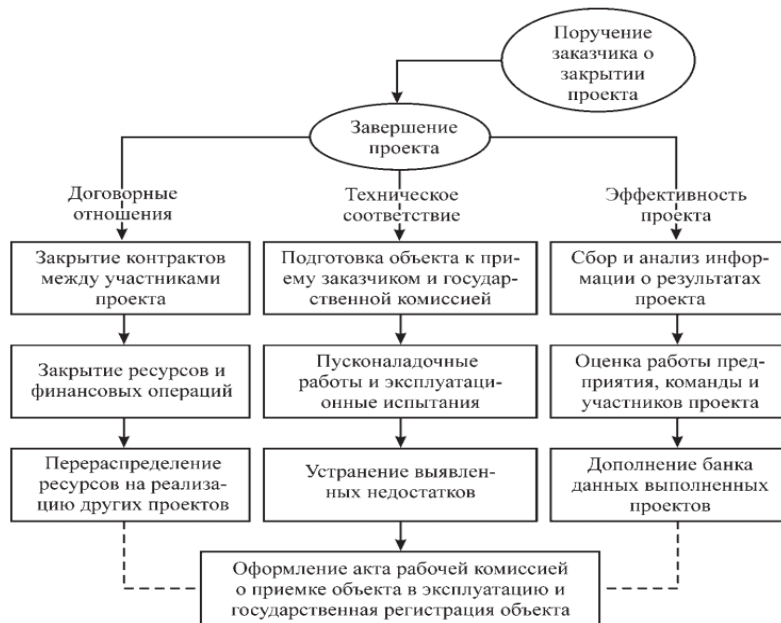 Поручение
заказчика о
закрытии
проекта
Завершение
проекта
Договорные
отношения
Техническое
соответствие
Эффективность
проекта
Закрытие контрактов
между участниками
проекта
Подготовка объекта к при-
ему заказчиком и государ-
ственной комиссией
Сбор и анализ инфор-
мации о результатах
проекта
Закрытие ресурсов и
финансовых операций
Пусконаладочные
работы и эксплуатаци-
онные испытания
Оценка работы пред-
приятия, команды и
участников проекта
Перераспределение
ресурсов на реализа-
цию других проектов
Устранение выявлен-
ных недостатков
Дополнение банка
данных выполненных
проектов
Оформление акта рабочей комиссией
о приемке объекта в эксплуатацию и
государственная регистрация объекта